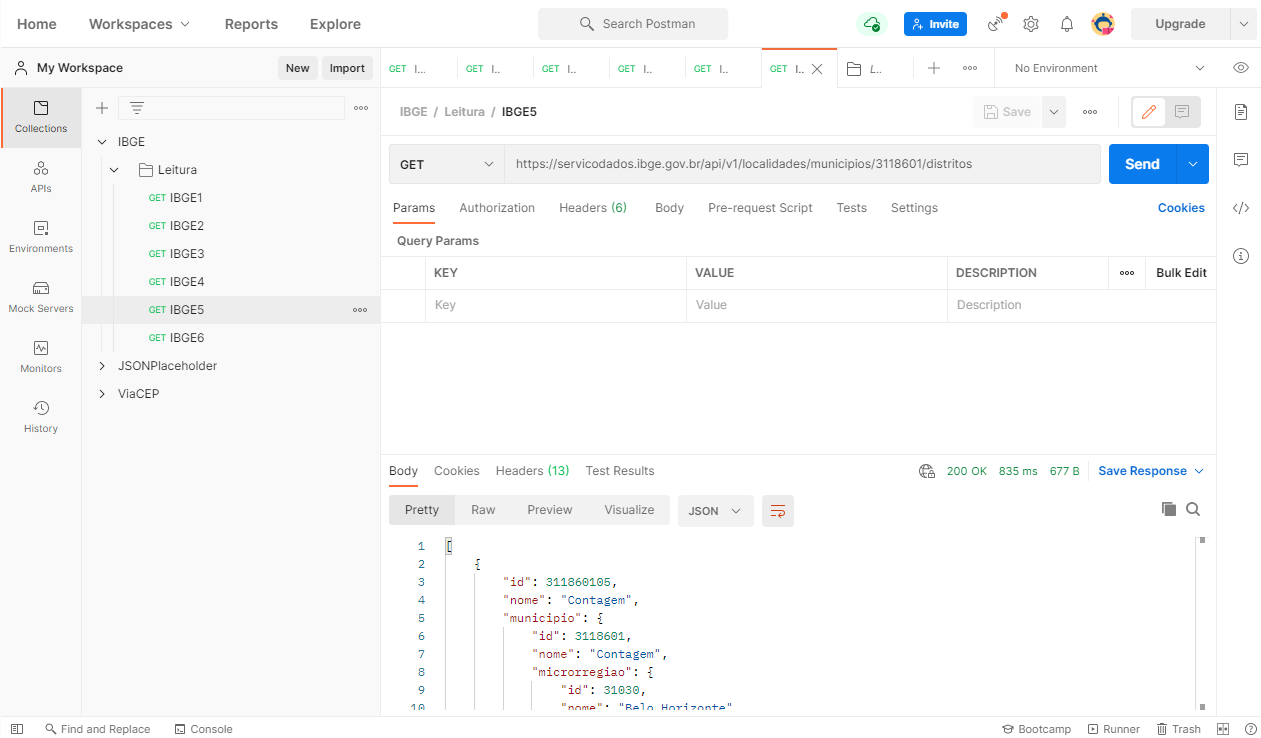 Home Workspaces Reports Explore Search Postman Invite Upgrade
My Workspace New Import
GET I... GET I.. GET I.. GET I.. GET I.. GET I.. L.. No Environment
Collections
APIs
Environments
Mock Servers
Monitors
History
IBGE
Leitura
GET IBGE1
GET IBGE2
GET IBGE3
GET IBGE4
GET IBGE5
GET IBGE6
JSONPlaceholder
ViaCEP
IBGE / Leitura / IBGE5 Save
GET https://servicodados.ibge.gov.br/api/v1/localidades/municipios/3118601/distritos Send
Params Authorization Headers (6) Body Pre-request Script Tests Settings Cookies
Query Params
KEY VALUE DESCRIPTION Bulk Edit
Key Value Description
Body Cookies Headers (13) Test Results 200 OK 835 ms 677 B Save Response
Pretty Raw Preview Visualize JSON
1 [
2 {
3 "id": 311860105,
4 "nome": "Contagem",
5 "municipio": {
6 "id": 3118601,
7 "nome": "Contagem",
8 "microrregiao": {
9 "id": 31030,
10 "nome": "Belo Horizonte"
Find and Replace Console Bootcamp Runner Trash